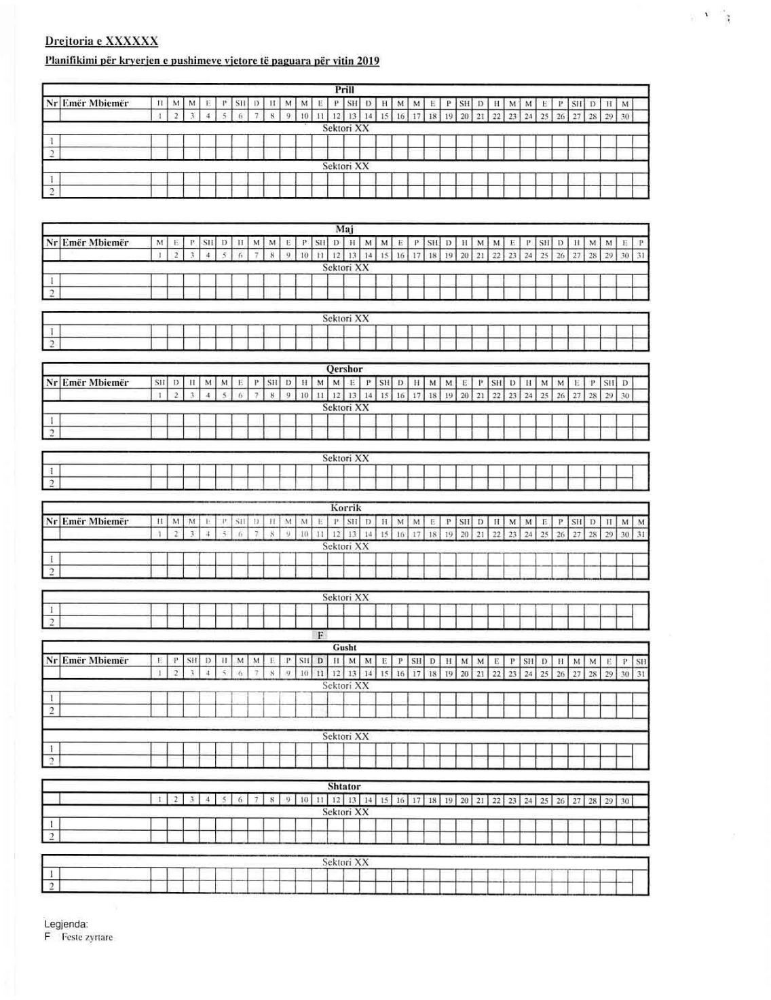 Drejtoria e XXXXXX
Planifikimi për kryerjen e pushimeve vjetore të paguara për vitin 2019
Prill
Nr Emër Mbiemër H M M E P SH D H M M E P SH D H M M E P SH D H M M E P SH D H M
1 2 3 4 5 6 7 8 9 10 11 12 13 14 15 16 17 18 19 20 21 22 23 24 25 26 27 28 29 30
Sektori XX
1
2
Sektori XX
1
2
Maj
Nr Emër Mbiemër M E P SH D H M M E P SH D H M M E P SH D H M M E P SH D H M M E P
1 2 3 4 5 6 7 8 9 10 11 12 13 14 15 16 17 18 19 20 21 22 23 24 25 26 27 28 29 30 31
Sektori XX
1
2
Sektori XX
1
2
Qershor
Nr Emër Mbiemër SH D H M M E P SH D H M M E P SH D H M M E P SH D H M M E P SH D
1 2 3 4 5 6 7 8 9 10 11 12 13 14 15 16 17 18 19 20 21 22 23 24 25 26 27 28 29 30
Sektori XX
1
2
Sektori XX
1
2
Korrik
Nr Emër Mbiemër H M M E P SH D H M M E P SH D H M M E P SH D H M M E P SH D H M M
1 2 3 4 5 6 7 8 9 10 11 12 13 14 15 16 17 18 19 20 21 22 23 24 25 26 27 28 29 30 31
Sektori XX
1
2
Sektori XX
1
2
F
Gusht
Nr Emër Mbiemër E P SH D H M M E P SH D H M M E P SH D H M M E P SH D H M M E P SH
1 2 3 4 5 6 7 8 9 10 11 12 13 14 15 16 17 18 19 20 21 22 23 24 25 26 27 28 29 30 31
Sektori XX
1
2
Sektori XX
1
2
Shtator
1 2 3 4 5 6 7 8 9 10 11 12 13 14 15 16 17 18 19 20 21 22 23 24 25 26 27 28 29 30
Sektori XX
1
2
Sektori XX
1
2
Legjenda:
F Feste zyrtare